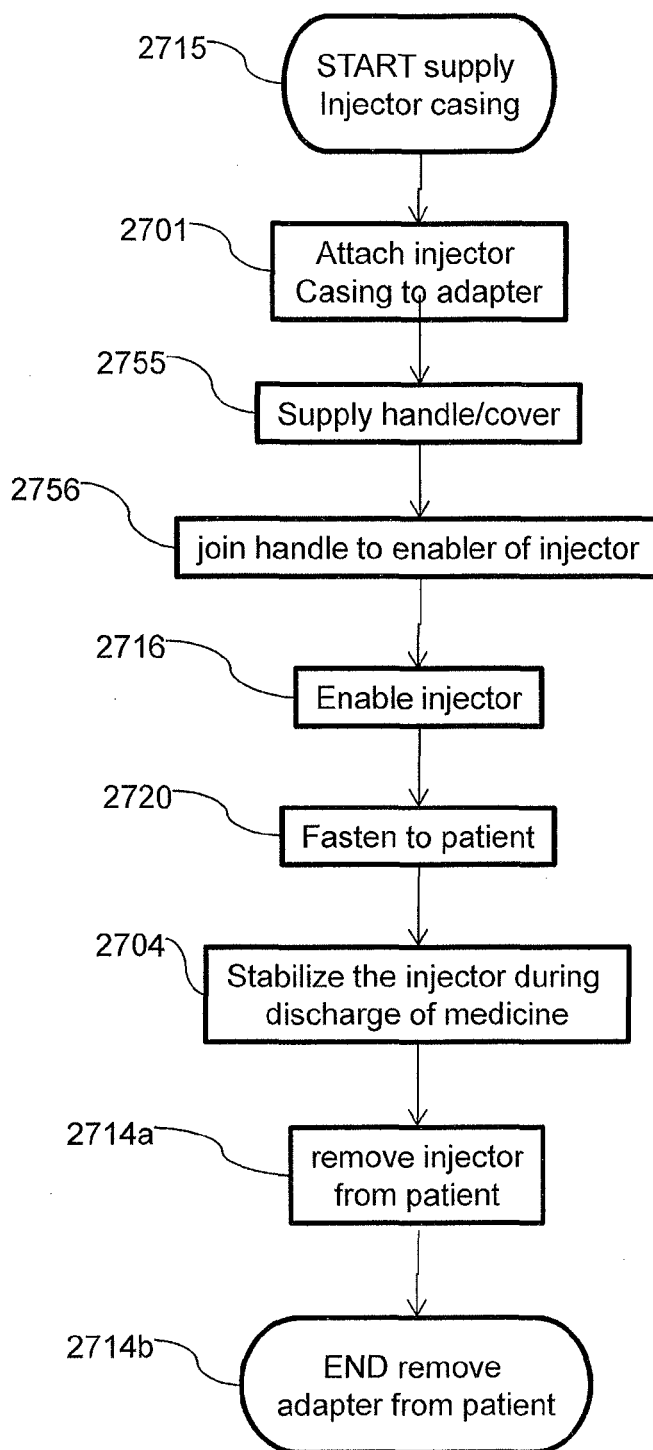 2715
START supply
Injector casing
2701
Attach injector
Casing to adapter
2755
Supply handle/cover
2756
join handle to enabler of injector
2716
Enable injector
2720
Fasten to patient
2704
Stabilize the injector during
discharge of medicine
2714a
remove injector
from patient
2714b
END remove
adapter from patient